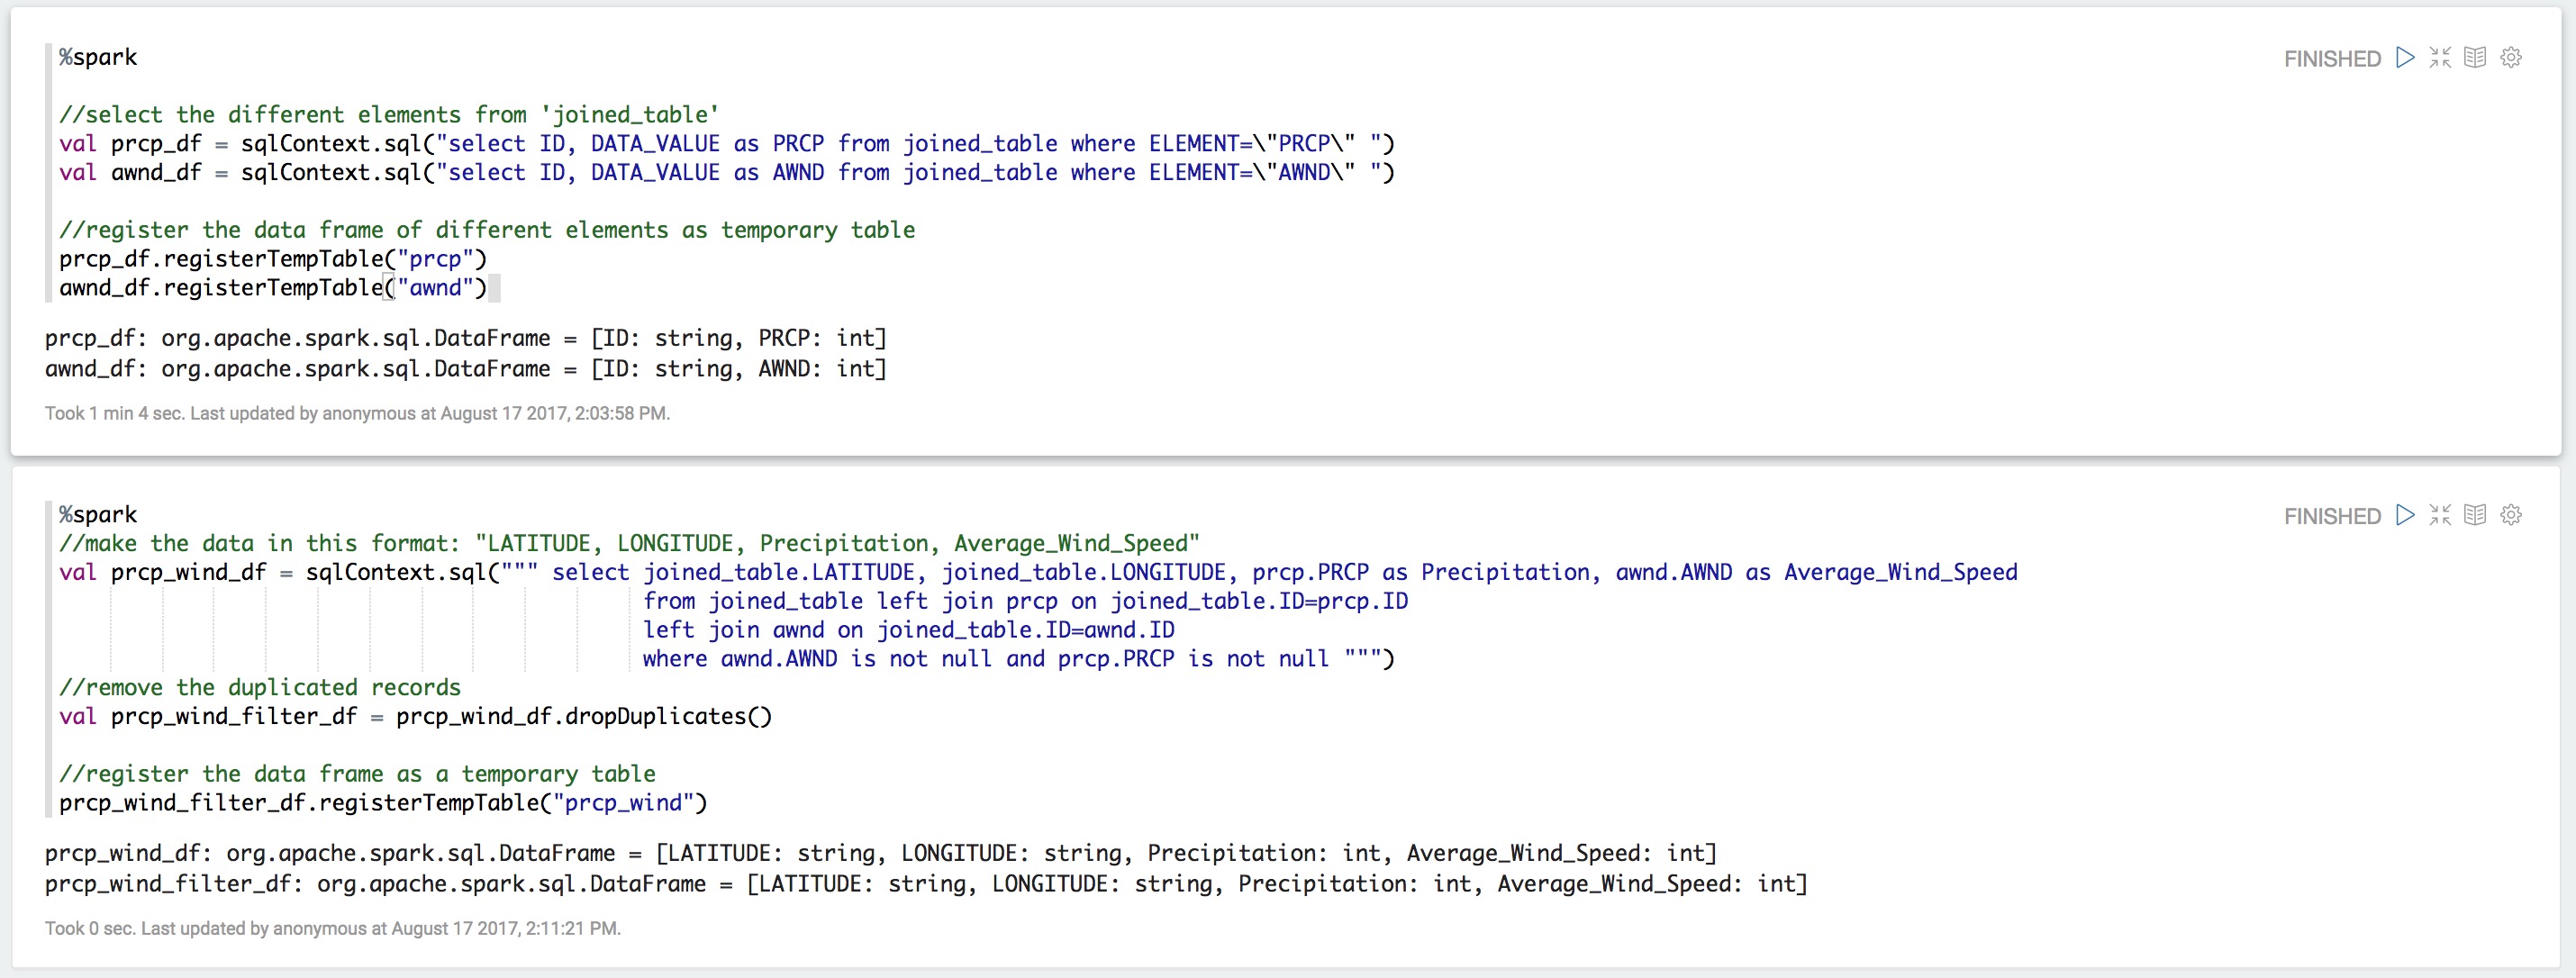 %spark
FINISHED
//select the different elements from 'joined_table'
val prcp_df = sqlContext.sql("select ID, DATA_VALUE as PRCP from joined_table where ELEMENT=\"PRCP\" ")
val awnd_df = sqlContext.sql("select ID, DATA_VALUE as AWND from joined_table where ELEMENT=\"AWND\" ")
//register the data frame of different elements as temporary table
prcp_df.registerTempTable("prcp")
awnd_df.registerTempTable("awnd")
prcp_df: org.apache.spark.sql.DataFrame = [ID: string, PRCP: int]
awnd_df: org.apache.spark.sql.DataFrame = [ID: string, AWND: int]
Took 1 min 4 sec. Last updated by anonymous at August 17 2017, 2:03:58 PM.
%spark
FINISHED
//make the data in this format: "LATITUDE, LONGITUDE, Precipitation, Average_Wind_Speed"
val prcp_wind_df = sqlContext.sql(""" select joined_table.LATITUDE, joined_table.LONGITUDE, prcp.PRCP as Precipitation, awnd.AWND as Average_Wind_Speed
from joined_table left join prcp on joined_table.ID=prcp.ID
left join awnd on joined_table.ID=awnd.ID
where awnd.AWND is not null and prcp.PRCP is not null """)
//remove the duplicated records
val prcp_wind_filter_df = prcp_wind_df.dropDuplicates()
//register the data frame as a temporary table
prcp_wind_filter_df.registerTempTable("prcp_wind")
prcp_wind_df: org.apache.spark.sql.DataFrame = [LATITUDE: string, LONGITUDE: string, Precipitation: int, Average_Wind_Speed: int]
prcp_wind_filter_df: org.apache.spark.sql.DataFrame = [LATITUDE: string, LONGITUDE: string, Precipitation: int, Average_Wind_Speed: int]
Took 0 sec. Last updated by anonymous at August 17 2017, 2:11:21 PM.